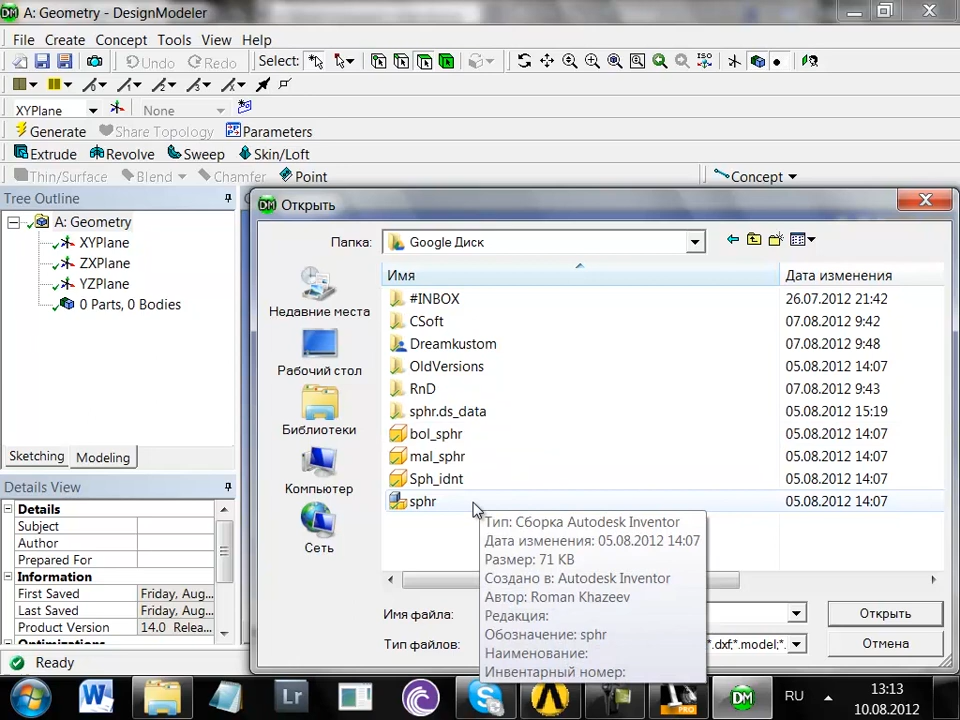 A: Geometry - DesignModeler
File Create Concept Tools View Help
Undo Redo Select: ISO
XYPlane None
Generate Share Topology Parameters
Extrude Revolve Sweep Skin/Loft
Thin/Surface Blend Chamfer Point Concept
Tree Outline
A: Geometry
XYPlane
ZXPlane
YZPlane
0 Parts, 0 Bodies
Sketching Modeling
Details View
Details
Subject
Author
Prepared For
Information
First Saved Friday, Aug...
Last Saved Friday, Aug...
Product Version 14.0 Relea...
Ready
DM Открыть
Папка: Google Диск
Недавние места
Рабочий стол
Библиотеки
Компьютер
Сеть
Имя Дата изменения
#INBOX 26.07.2012 21:42
CSoft 07.08.2012 9:42
Dreamkustom 07.08.2012 9:48
OldVersions 05.08.2012 14:07
RnD 07.08.2012 9:43
sphr.ds_data 05.08.2012 15:19
bol_sphr 05.08.2012 14:07
mal_sphr 05.08.2012 14:07
Sph_idnt 05.08.2012 14:07
sphr 05.08.2012 14:07
Тип: Сборка Autodesk Inventor
Дата изменения: 05.08.2012 14:07
Размер: 71 KB
Создано в: Autodesk Inventor
Автор: Roman Khazeev
Редакция:
Обозначение: sphr
Наименование:
Инвентарный номер:
Имя файла: Открыть
Тип файлов: *.dxf;*.model;*. Отмена
W Lr S PRO DM RU 13:13
10.08.2012